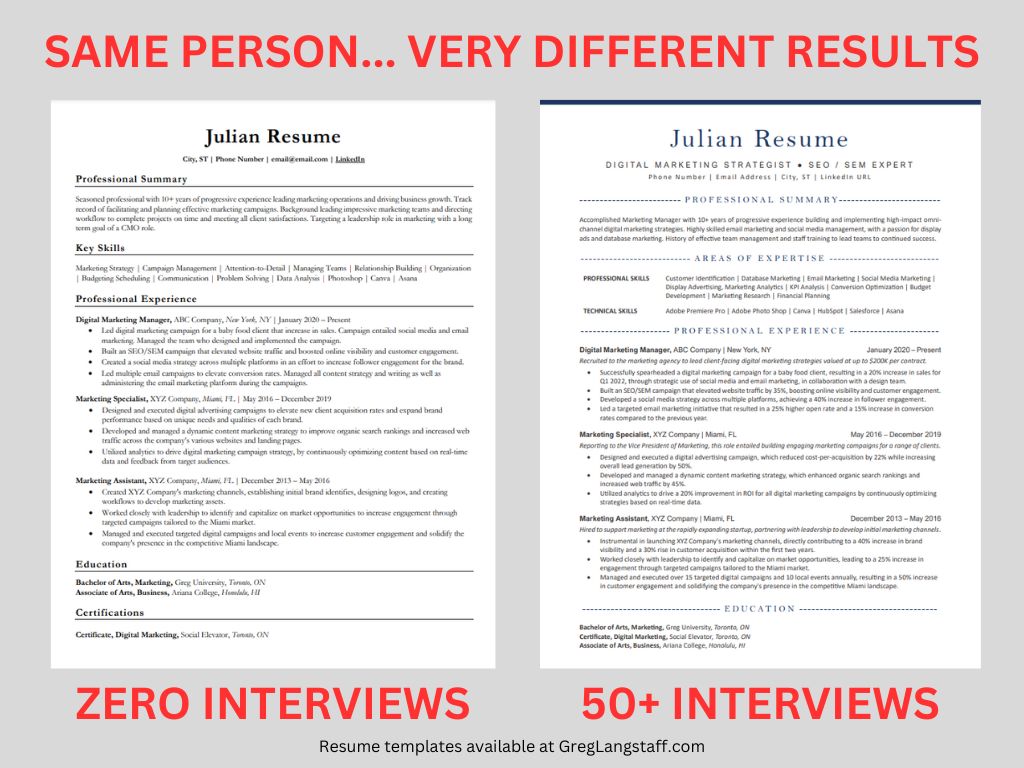 SAME PERSON... VERY DIFFERENT RESULTS
Julian Resume
City, ST | Phone Number | email@email.com | LinkedIn
Professional Summary
Seasoned professional with 10+ years of progressive experience leading marketing operations and driving business growth. Track
record of facilitating and planning effective marketing campaigns. Background leading impressive marketing teams and directing
workflow to complete projects on time and meeting all client satisfactions. Targeting a leadership role in marketing with a long
term goal of a CMO role.
Key Skills
Marketing Strategy | Campaign Management | Attention-to-Detail | Managing Teams | Relationship Building | Organization
| Budgeting Scheduling | Communication | Problem Solving | Data Analysis | Photoshop | Canva | Asana
Professional Experience
Digital Marketing Manager, ABC Company, New York, NY | January 2020 – Present
• Led digital marketing campaign for a baby food client that increase in sales. Campaign entailed social media and email
marketing. Managed the team who designed and implemented the campaign.
• Built an SEO/SEM campaign that elevated website traffic and boosted online visibility and customer engagement.
• Created a social media strategy across multiple platforms in an effort to increase follower engagement for the brand.
• Led multiple email campaigns to elevate conversion rates. Managed all content strategy and writing as well as
administering the email marketing platform during the campaigns.
Marketing Specialist, XYZ Company, Miami, FL | May 2016 – December 2019
• Designed and executed digital advertising campaigns to elevate new client acquisition rates and expand brand
performance based on unique needs and qualities of each brand.
• Developed and managed a dynamic content marketing strategy to improve organic search rankings and increased web
traffic across the company's various websites and landing pages.
• Utilized analytics to drive digital marketing campaign strategy, by continuously optimizing content based on real-time
data and feedback from target audiences.
Marketing Assistant, XYZ Company, Miami, FL | December 2013 – May 2016
• Created XYZ Company's marketing channels, establishing initial brand identifies, designing logos, and creating
workflows to develop marketing assets.
• Worked closely with leadership to identify and capitalize on market opportunities to increase engagement through
targeted campaigns tailored to the Miami market.
• Managed and executed targeted digital campaigns and local events to increase customer engagement and solidify the
company's presence in the competitive Miami landscape.
Education
Bachelor of Arts, Marketing, Greg University, Toronto, ON
Associate of Arts, Business, Ariana College, Honolulu, HI
Certifications
Certificate, Digital Marketing, Social Elevator, Toronto, ON
ZERO INTERVIEWS
Julian Resume
DIGITAL MARKETING STRATEGIST ● SEO / SEM EXPERT
Phone Number | Email Address | City, ST | LinkedIn URL
PROFESSIONAL SUMMARY
Accomplished Marketing Manager with 10+ years of progressive experience building and implementing high-impact omni-
channel digital marketing strategies. Highly skilled email marketing and social media management, with a passion for display
ads and database marketing. History of effective team management and staff training to lead teams to continued success.
AREAS OF EXPERTISE
PROFESSIONAL SKILLS Customer Identification | Database Marketing | Email Marketing | Social Media Marketing |
Display Advertising, Marketing Analytics | KPI Analysis | Conversion Optimization | Budget
Development | Marketing Research | Financial Planning
TECHNICAL SKILLS Adobe Premiere Pro | Adobe Photo Shop | Canva | HubSpot | Salesforce | Asana
PROFESSIONAL EXPERIENCE
Digital Marketing Manager, ABC Company | New York, NY January 2020 – Present
Recruited to the marketing agency to lead client-facing digital marketing strategies valued at up to $200K per contract.
• Successfully spearheaded a digital marketing campaign for a baby food client, resulting in a 20% increase in sales for
Q1 2022, through strategic use of social media and email marketing, in collaboration with a design team.
• Built an SEO/SEM campaign that elevated website traffic by 35%, boosting online visibility and customer engagement.
• Developed a social media strategy across multiple platforms, achieving a 40% increase in follower engagement.
• Led a targeted email marketing initiative that resulted in a 25% higher open rate and a 15% increase in conversion
rates compared to the previous year.
Marketing Specialist, XYZ Company | Miami, FL May 2016 – December 2019
Reporting to the Vice President of Marketing, this role entailed building engaging marketing campaigns for a range of clients.
• Designed and executed a digital advertising campaign, which reduced cost-per-acquisition by 22% while increasing
overall lead generation by 50%.
• Developed and managed a dynamic content marketing strategy, which enhanced organic search rankings and
increased web traffic by 45%.
• Utilized analytics to drive a 20% improvement in ROI for all digital marketing campaigns by continuously optimizing
strategies based on real-time data.
Marketing Assistant, XYZ Company | Miami, FL December 2013 – May 2016
Hired to support marketing at the rapidly expanding startup, partnering with leadership to develop initial marketing channels.
• Instrumental in launching XYZ Company's marketing channels, directly contributing to a 40% increase in brand
visibility and a 30% rise in customer acquisition within the first two years.
• Worked closely with leadership to identify and capitalize on market opportunities, leading to a 25% increase in
engagement through targeted campaigns tailored to the Miami market.
• Managed and executed over 15 targeted digital campaigns and 10 local events annually, resulting in a 50% increase
in customer engagement and solidifying the company's presence in the competitive Miami landscape.
EDUCATION
Bachelor of Arts, Marketing, Greg University, Toronto, ON
Certificate, Digital Marketing, Social Elevator, Toronto, ON
Associate of Arts, Business, Ariana College, Honolulu, HI
50+ INTERVIEWS
Resume templates available at GregLangstaff.com